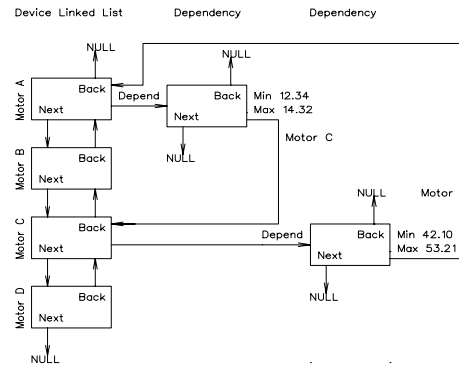 Device Linked List
Dependency
Dependency
NULL
NULL
Motor A
Back
Next
Depend
Back
Next
Min 12.34
Max 14.32
Motor C
NULL
Motor B
Back
Next
NULL
Motor
Motor C
Back
Next
Depend
Back
Next
Min 42.10
Max 53.21
Motor D
Back
Next
NULL
NULL